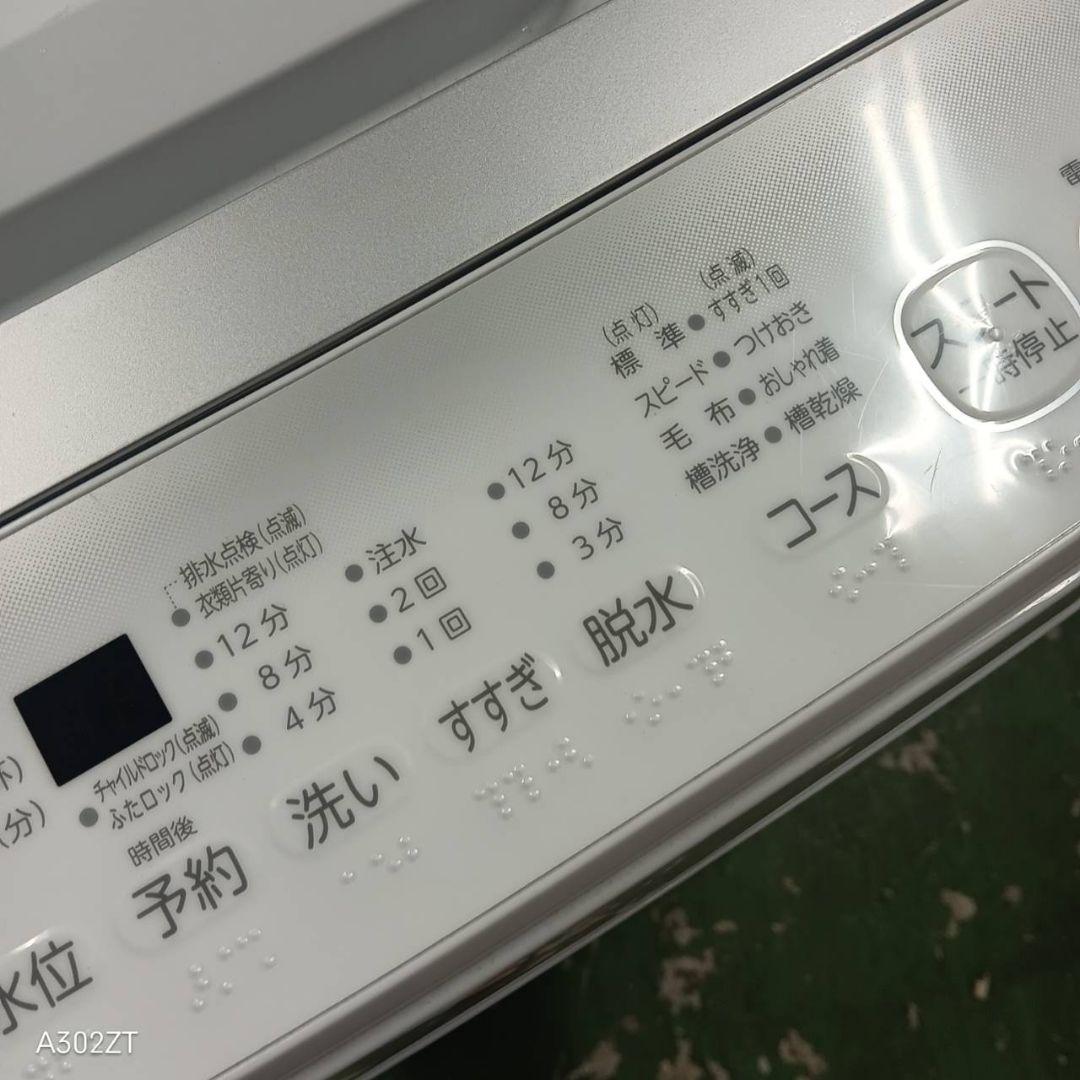 電
スタート
一時停止
(点灯) (点滅)
標準 すすぎ1回
スピード つけおき
毛布 おしゃれ着
槽洗浄 槽乾燥
コース
12分
8分
3分
脱水
注水
2回
1回
すすぎ
排水点検(点滅)
衣類片寄り(点灯)
12分
8分
4分
洗い
チャイルドロック(点滅)
ふたロック(点灯)
時間後
予約
(分)
水位
A302ZT